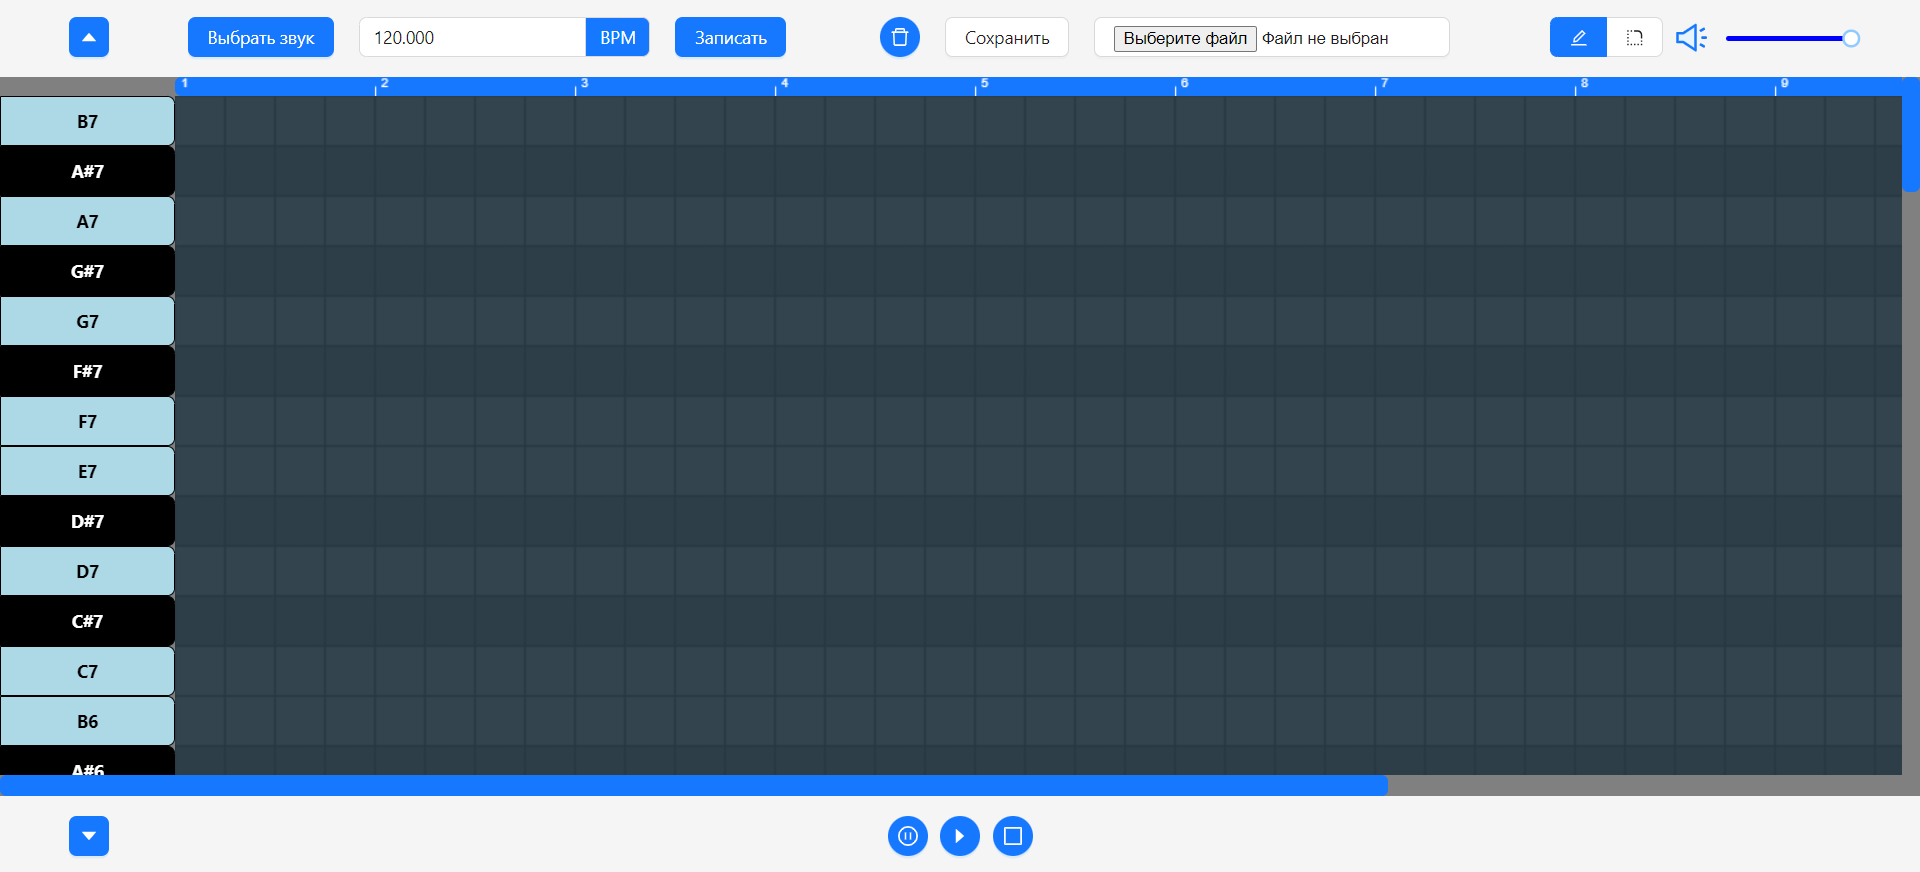 Выбрать звук 120.000 BPM Записать Сохранить Выберите файл Файл не выбран
1 2 3 4 5 6 7 8 9
B7
A#7
A7
G#7
G7
F#7
F7
E7
D#7
D7
C#7
C7
B6
A#6